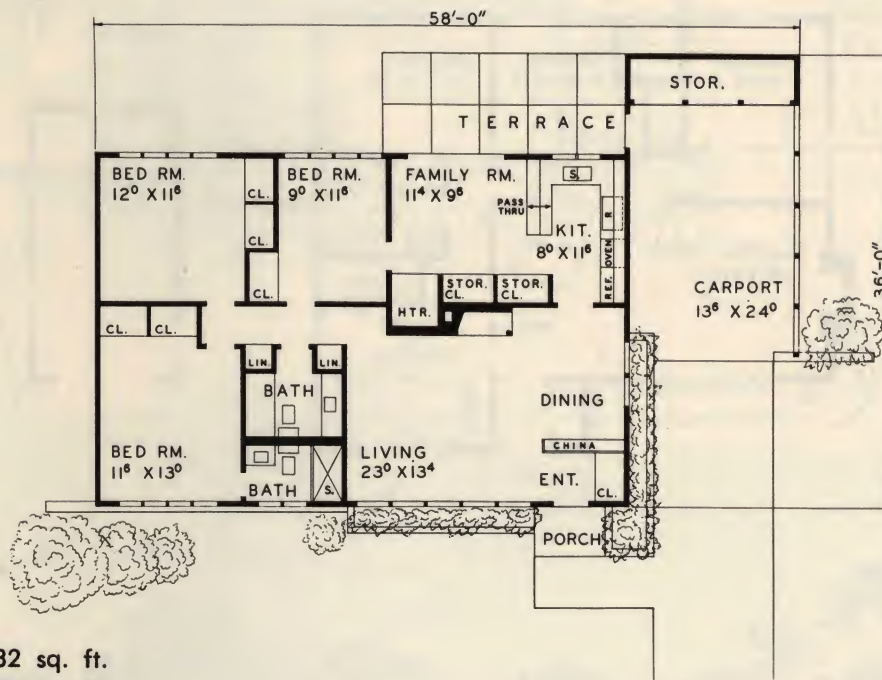 58'-0"
STOR.
TERRACE
BED RM.
12⁰ X 11⁶
CL.
CL.
CL.
BED RM.
9⁰ X 11⁶
FAMILY RM.
11⁴ X 9⁶
PASS
THRU
S.
R
KIT.
8⁰ X 11⁶
OVEN
REF.
CARPORT
13⁶ X 24⁰
36'-0"
STOR.
CL.
STOR.
CL.
HTR.
CL.
CL.
LIN.
LIN.
BATH
DINING
CHINA
BED RM.
11⁶ X 13⁰
BATH
S.
LIVING
23⁰ X 13⁴
ENT.
CL.
PORCH
32 sq. ft.